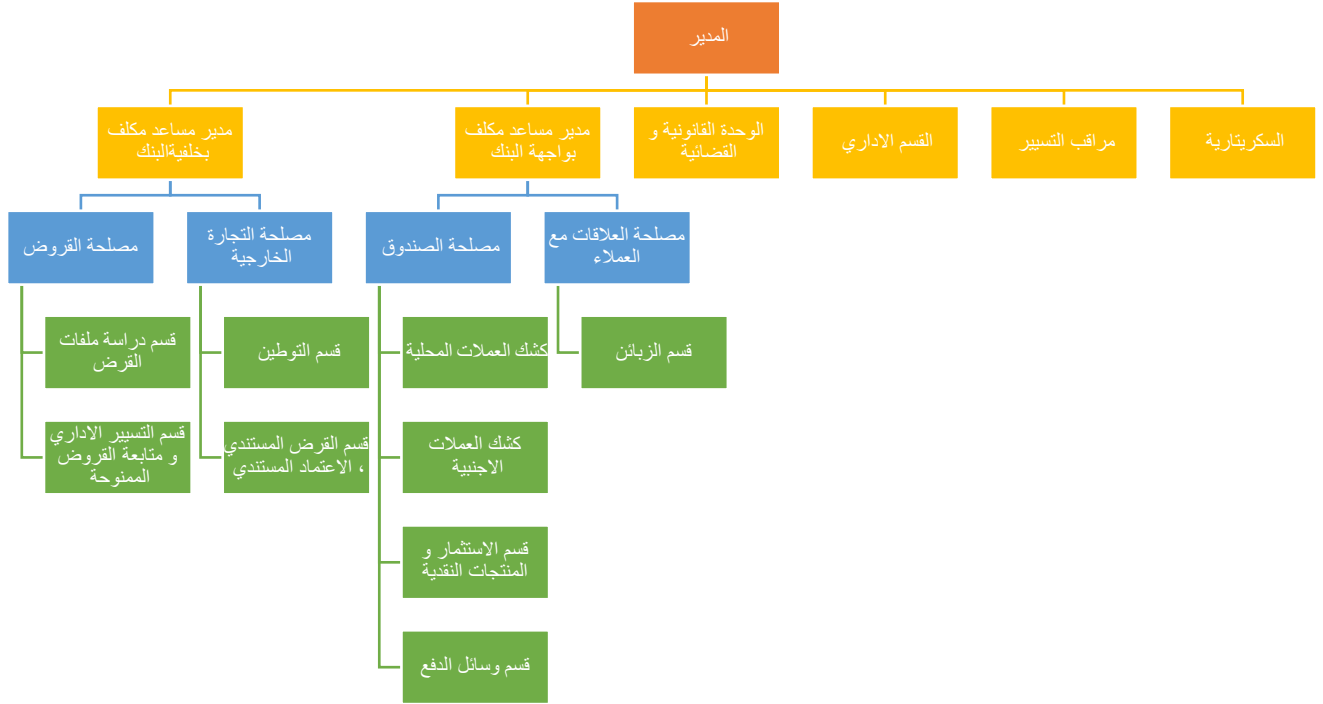 المدير
السكريتارية
مراقب التسيير
القسم الاداري
الوحدة القانونية و
القضائية
مدير مساعد مكلف
بواجهة البنك
مدير مساعد مكلف
بخلفيةالبنك
مصلحة العلاقات مع
العملاء
مصلحة الصندوق
مصلحة التجارة
الخارجية
مصلحة القروض
قسم الزبائن
كشك العملات المحلية
قسم التوطين
قسم دراسة ملفات
القرض
كشك العملات
الاجنبية
قسم القرض المستندي
، الاعتماد المستندي
قسم التسيير الاداري
و متابعة القروض
الممنوحة
قسم الاستثمار و
المنتجات النقدية
قسم وسائل الدفع